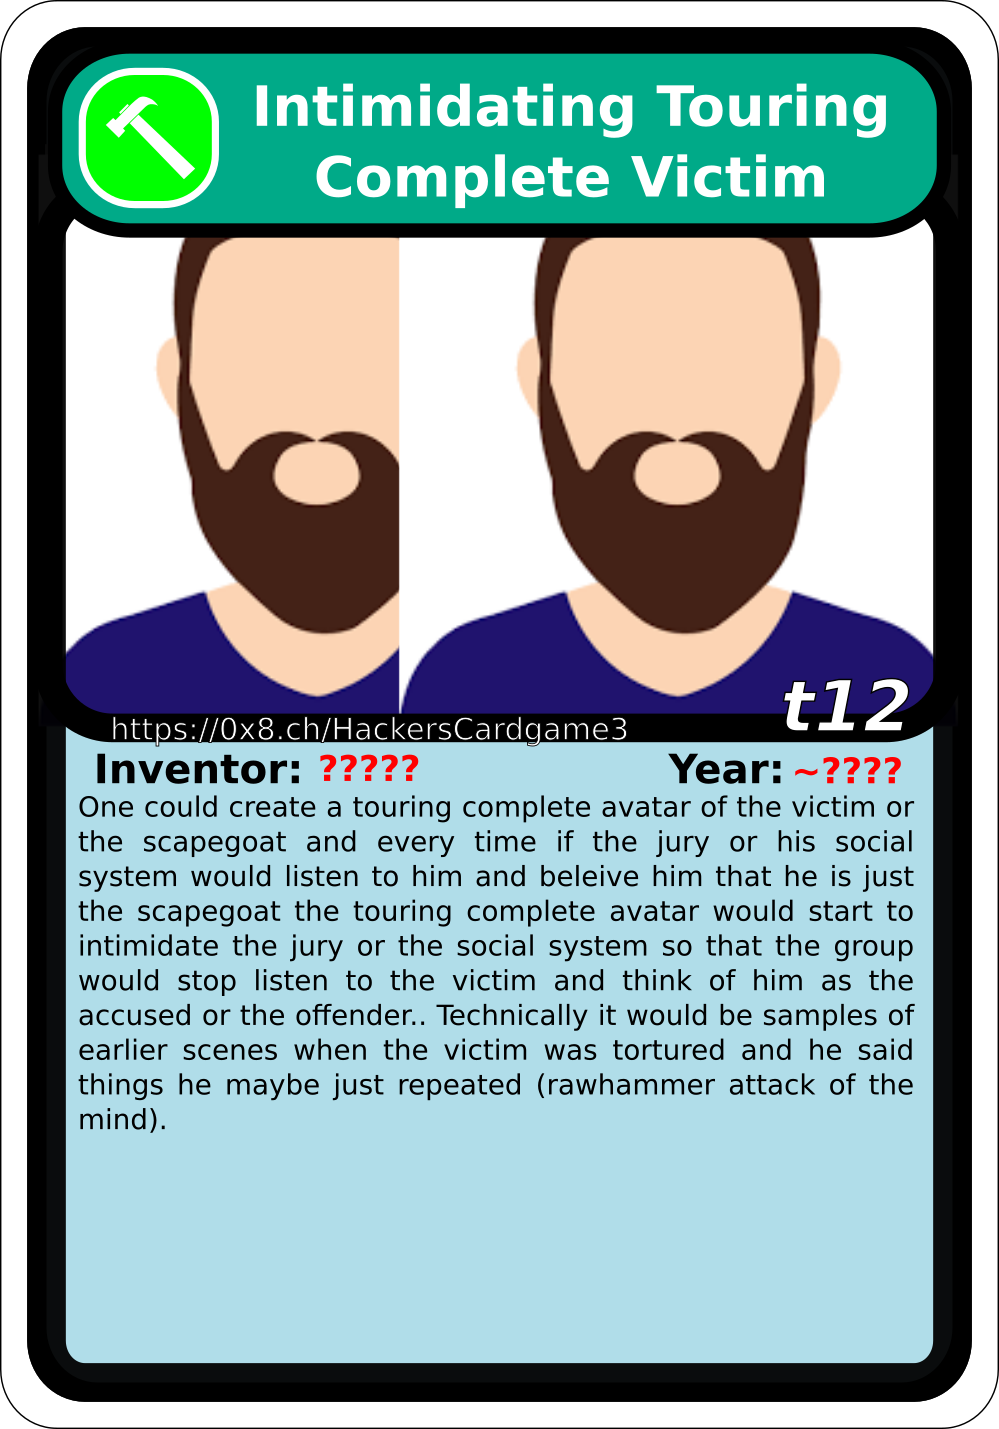 Intimidating Touring
Complete Victim
t12
https://0x8.ch/HackersCardgame3
Inventor: ????? Year: ~????
One could create a touring complete avatar of the victim or
the scapegoat and every time if the jury or his social
system would listen to him and beleive him that he is just
the scapegoat the touring complete avatar would start to
intimidate the jury or the social system so that the group
would stop listen to the victim and think of him as the
accused or the offender.. Technically it would be samples of
earlier scenes when the victim was tortured and he said
things he maybe just repeated (rawhammer attack of the
mind).